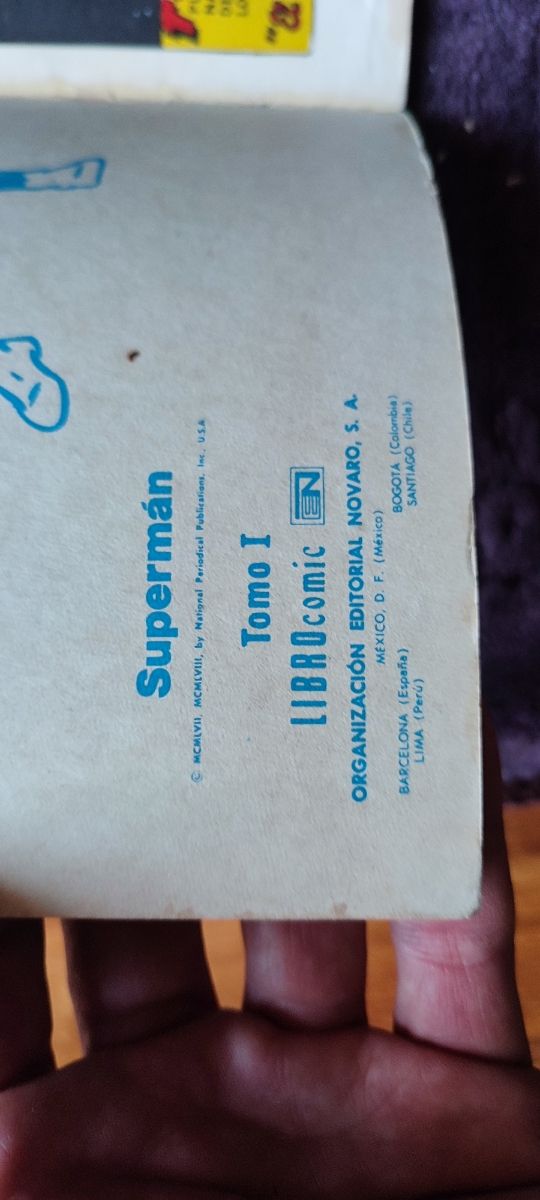 Supermán
© MCMLVII, MCMLVIII, by National Periodical Publications, Inc., U.S.A
Tomo I
LIBROcomic EN
ORGANIZACIÓN EDITORIAL NOVARO, S. A.
MÉXICO, D. F. (México)
BARCELONA (España) BOGOTÁ (Colombia)
LIMA (Perú) SANTIAGO (Chile)